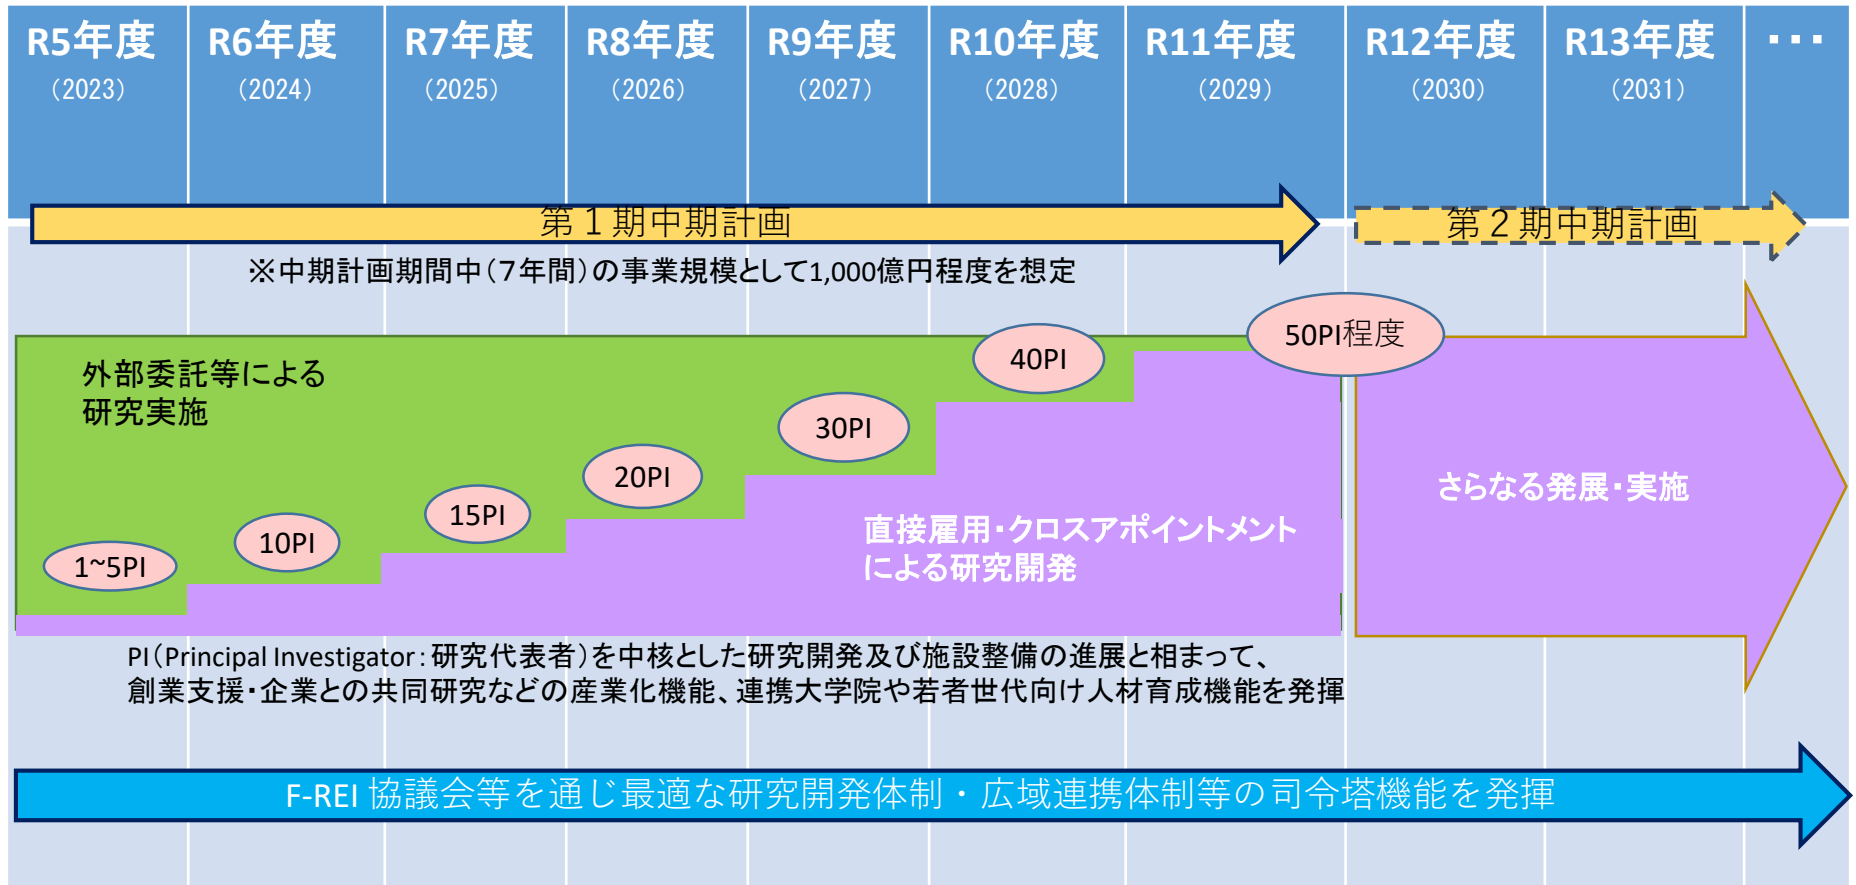 R5年度 R6年度 R7年度 R8年度 R9年度 R10年度 R11年度 R12年度 R13年度 ･･･
（2023） （2024） （2025） （2026） （2027） （2028） （2029） （2030） （2031）
第１期中期計画 第２期中期計画
※中期計画期間中（７年間）の事業規模として1,000億円程度を想定
外部委託等による
研究実施
1~5PI
10PI
15PI
20PI
30PI
40PI
50PI程度
直接雇用・クロスアポイントメント
による研究開発
さらなる発展・実施
PI（Principal Investigator：研究代表者）を中核とした研究開発及び施設整備の進展と相まって、
創業支援・企業との共同研究などの産業化機能、連携大学院や若者世代向け人材育成機能を発揮
F-REI 協議会等を通じ最適な研究開発体制・広域連携体制等の司令塔機能を発揮